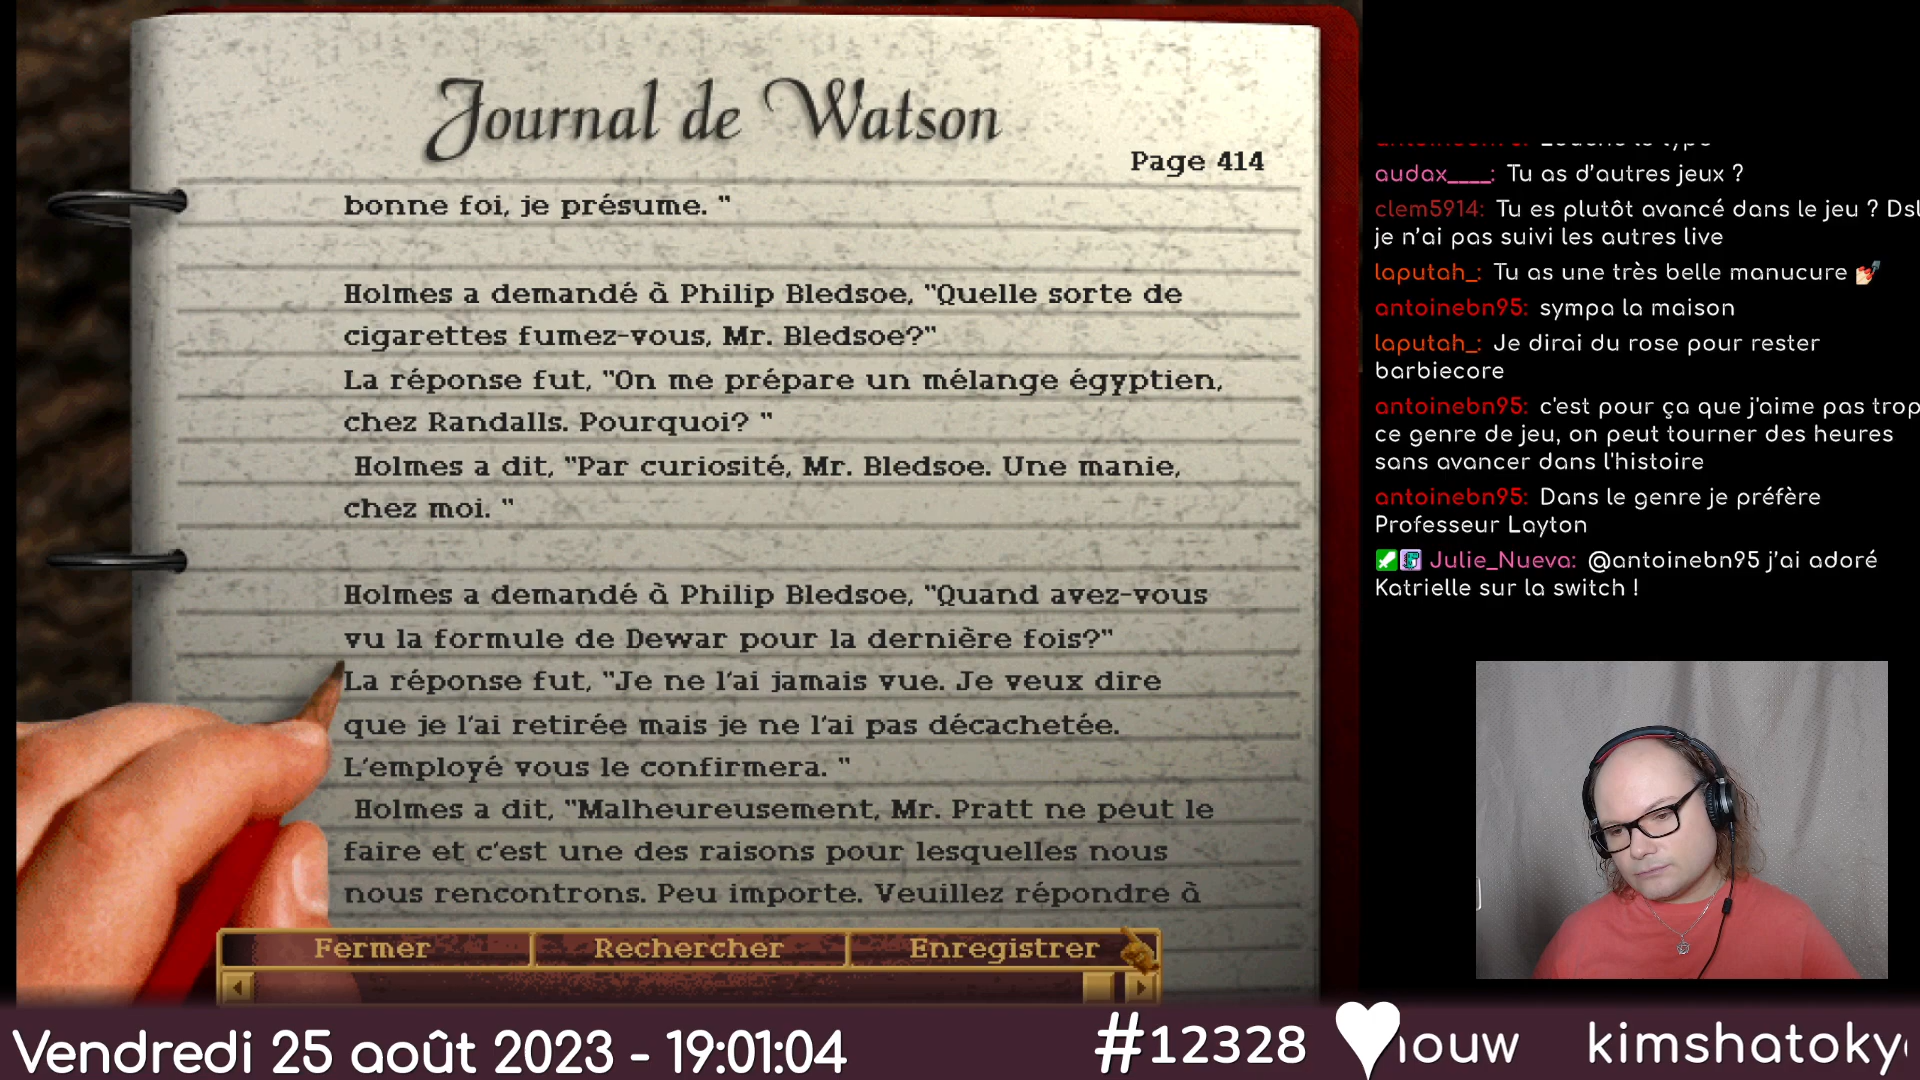 Journal de Watson
Page 414
bonne foi, je présume. "
Holmes a demandé à Philip Bledsoe, "Quelle sorte de
cigarettes fumez-vous, Mr. Bledsoe?"
La réponse fut, "On me prépare un mélange égyptien,
chez Randalls. Pourquoi? "
Holmes a dit, "Par curiosité, Mr. Bledsoe. Une manie,
chez moi. "
Holmes a demandé à Philip Bledsoe, "Quand avez-vous
vu la formule de Dewar pour la dernière fois?"
La réponse fut, "Je ne l'ai jamais vue. Je veux dire
que je l'ai retirée mais je ne l'ai pas décachetée.
L'employé vous le confirmera. "
Holmes a dit, "Malheureusement, Mr. Pratt ne peut le
faire et c'est une des raisons pour lesquelles nous
nous rencontrons. Peu importe. Veuillez répondre à
Fermer
Rechercher
Enregistrer
audax____: Tu as d'autres jeux ?
clem5914: Tu es plutôt avancé dans le jeu ? Dsl
je n'ai pas suivi les autres live
laputah_: Tu as une très belle manucure
antoinebn95: sympa la maison
laputah_: Je dirai du rose pour rester
barbiecore
antoinebn95: c'est pour ça que j'aime pas trop
ce genre de jeu, on peut tourner des heures
sans avancer dans l'histoire
antoinebn95: Dans le genre je préfère
Professeur Layton
Julie_Nueva: @antoinebn95 j'ai adoré
Katrielle sur la switch !
Vendredi 25 août 2023 - 19:01:04
#12328
houw
kimshatoky